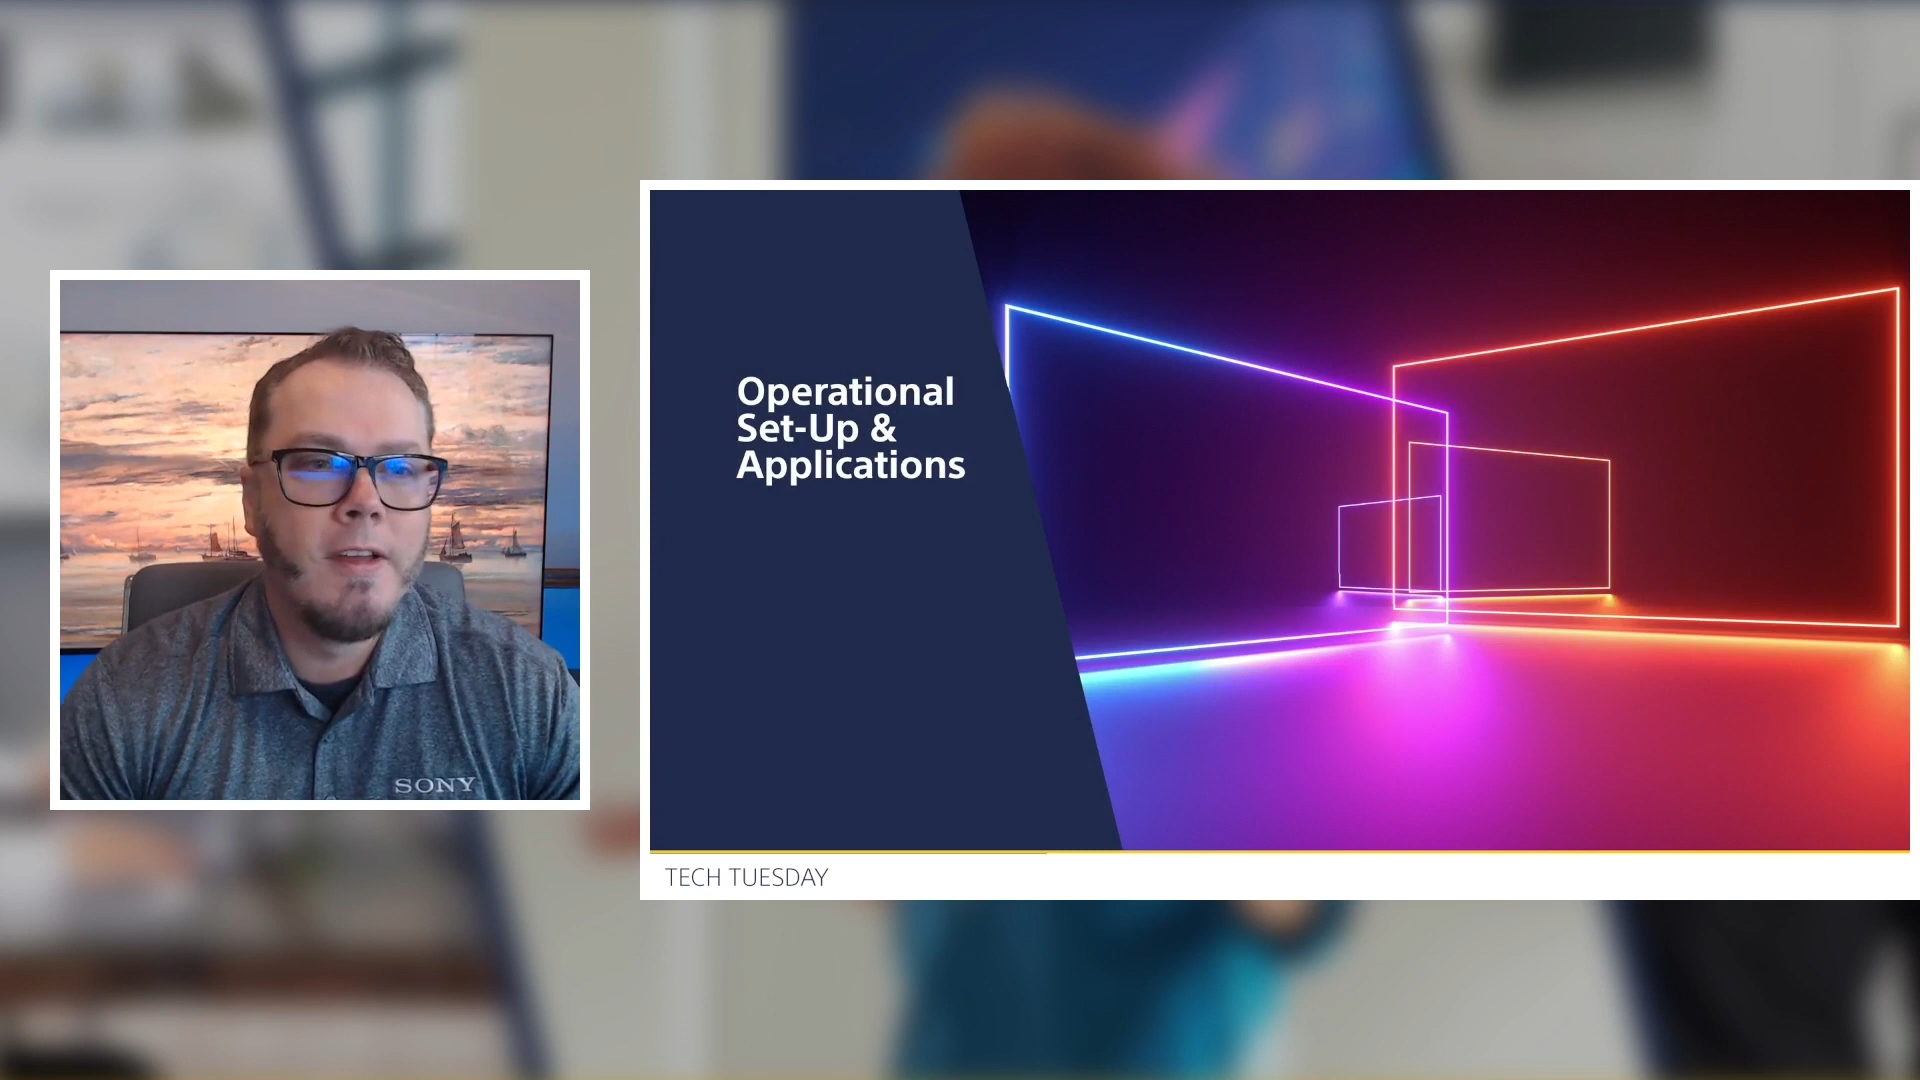 Operational
Set-Up &
Applications
SONY
TECH TUESDAY